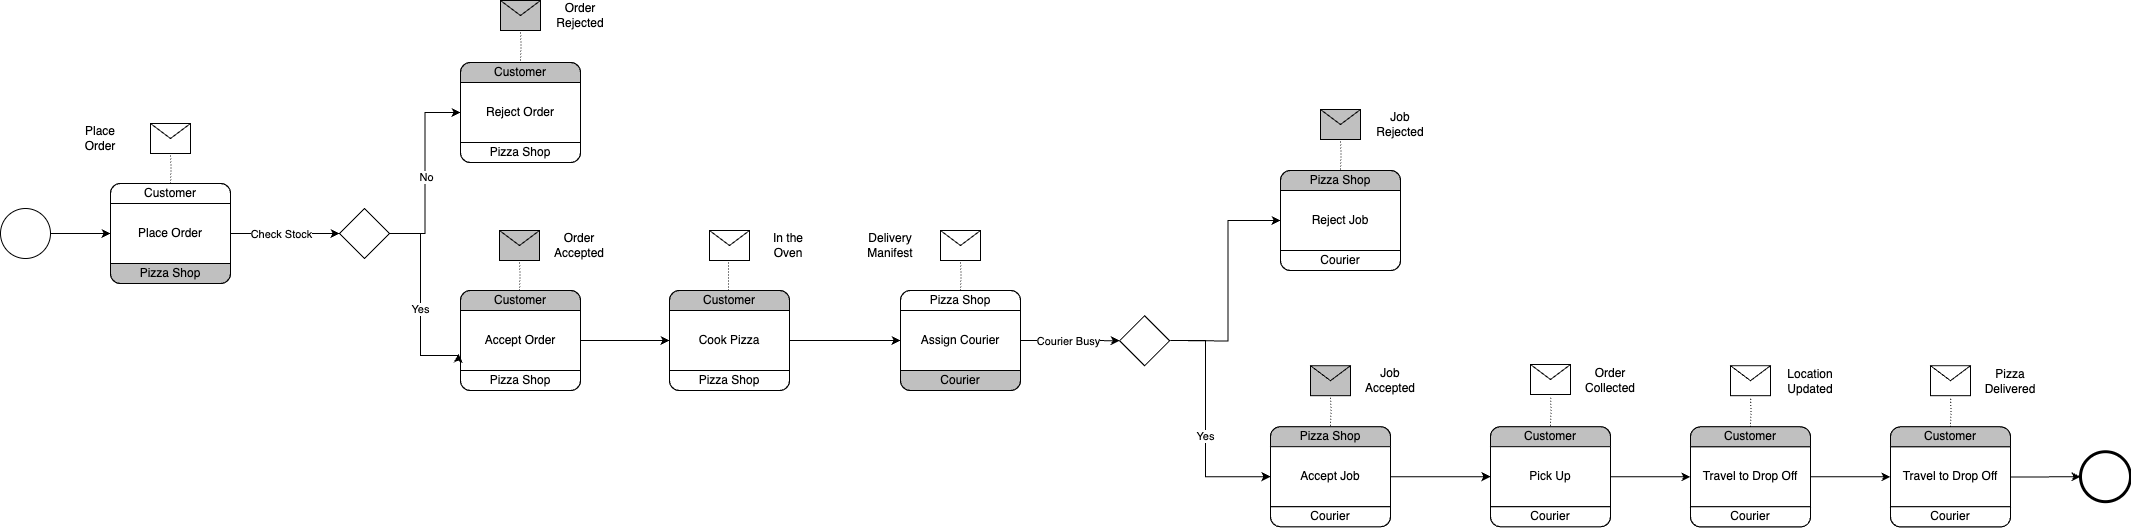 Order
Rejected
Customer
Reject Order
Pizza Shop
Place
Order
Customer
Place Order
Pizza Shop
Check Stock
No
Yes
Order
Accepted
Customer
Accept Order
Pizza Shop
In the
Oven
Customer
Cook Pizza
Pizza Shop
Delivery
Manifest
Pizza Shop
Assign Courier
Courier
Courier Busy
Job
Rejected
Pizza Shop
Reject Job
Courier
Yes
Job
Accepted
Pizza Shop
Accept Job
Courier
Order
Collected
Customer
Pick Up
Courier
Location
Updated
Customer
Travel to Drop Off
Courier
Pizza
Delivered
Customer
Travel to Drop Off
Courier